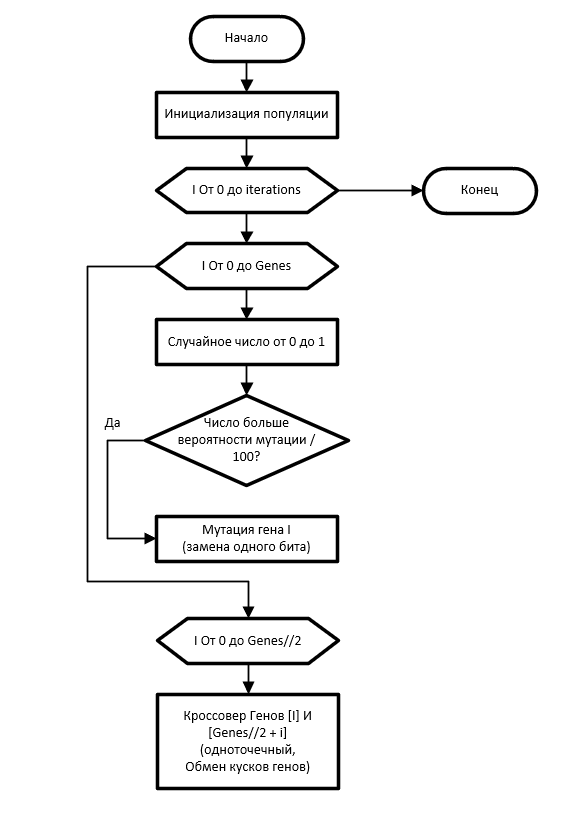 Начало
Инициализация популяции
I От 0 до iterations
Конец
I От 0 до Genes
Случайное число от 0 до 1
Да
Число больше
вероятности мутации /
100?
Мутация гена I
(замена одного бита)
I От 0 до Genes//2
Кроссовер Генов [I] И
[Genes//2 + i]
(одноточечный,
Обмен кусков генов)